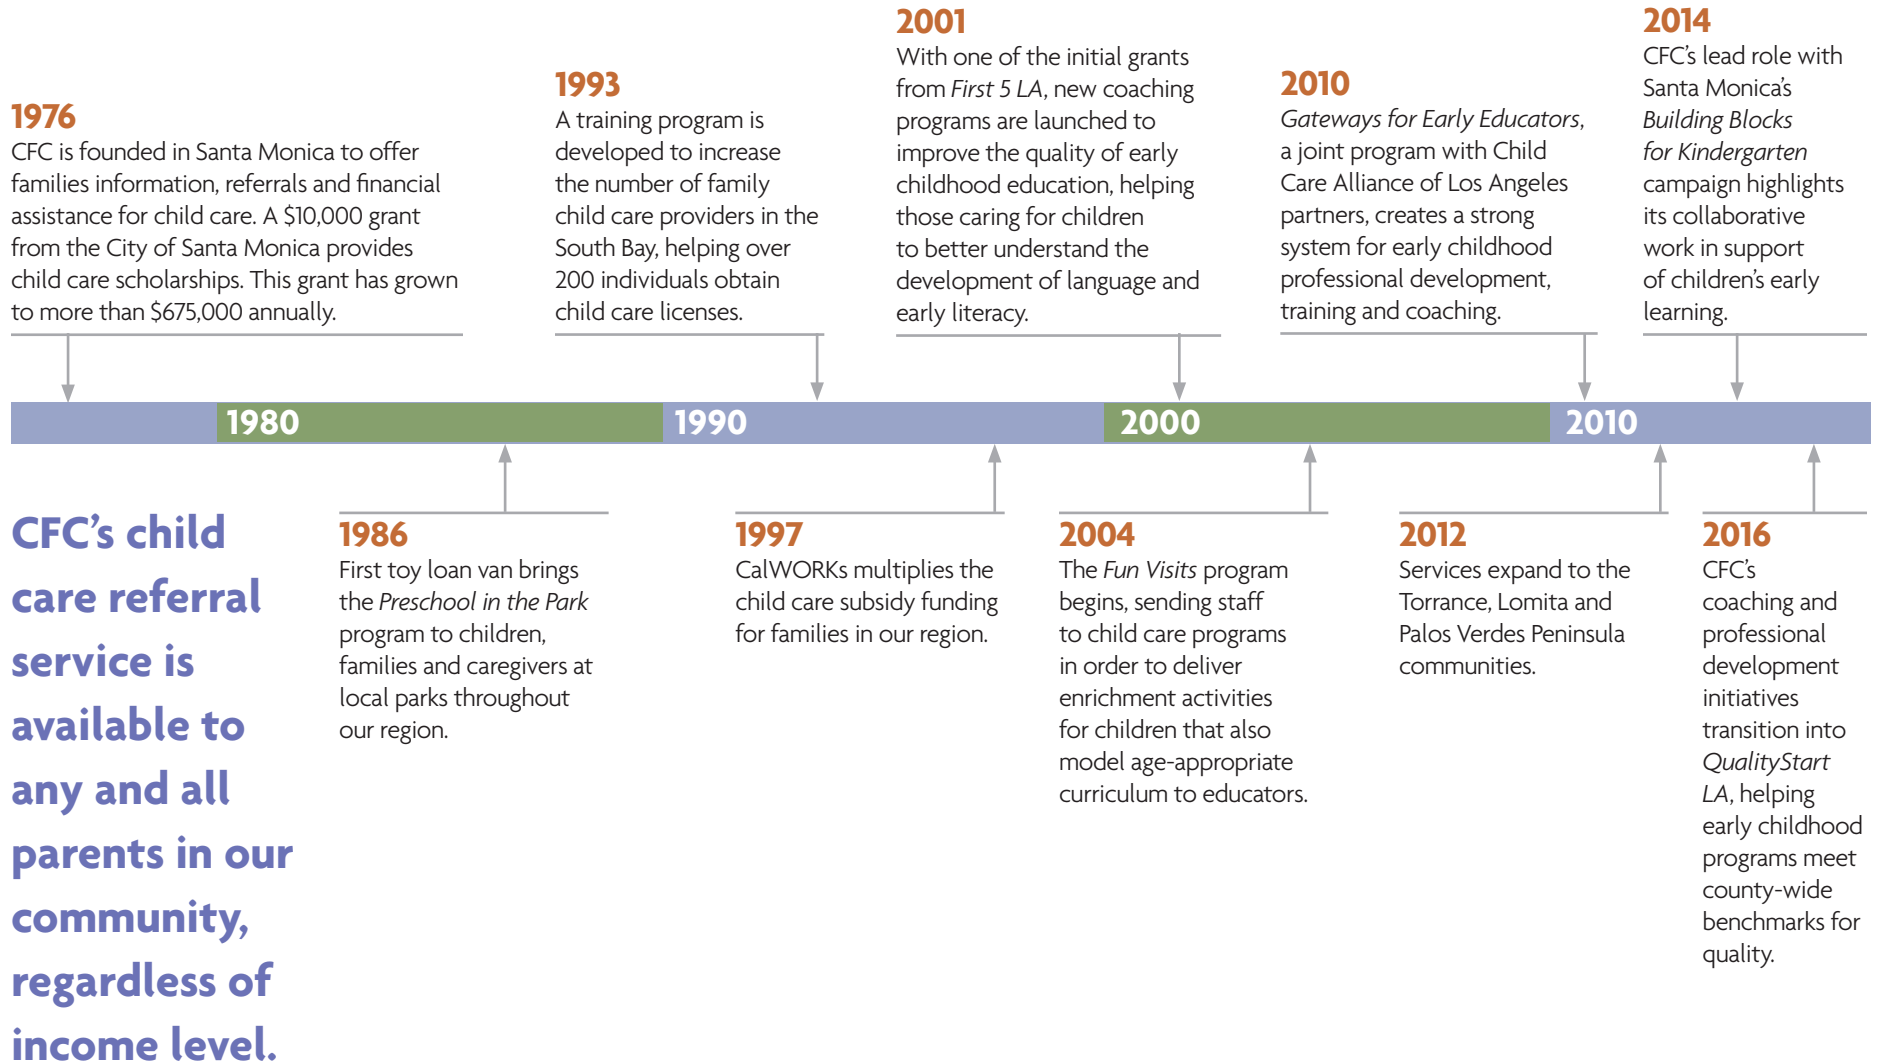 1976
CFC is founded in Santa Monica to offer
families information, referrals and financial
assistance for child care. A $10,000 grant
from the City of Santa Monica provides
child care scholarships. This grant has grown
to more than $675,000 annually.
1993
A training program is
developed to increase
the number of family
child care providers in the
South Bay, helping over
200 individuals obtain
child care licenses.
2001
With one of the initial grants
from First 5 LA, new coaching
programs are launched to
improve the quality of early
childhood education, helping
those caring for children
to better understand the
development of language and
early literacy.
2010
Gateways for Early Educators,
a joint program with Child
Care Alliance of Los Angeles
partners, creates a strong
system for early childhood
professional development,
training and coaching.
2014
CFC’s lead role with
Santa Monica’s
Building Blocks
for Kindergarten
campaign highlights
its collaborative
work in support
of children’s early
learning.
1980
1990
2000
2010
CFC’s child
care referral
service is
available to
any and all
parents in our
community,
regardless of
income level.
1986
First toy loan van brings
the Preschool in the Park
program to children,
families and caregivers at
local parks throughout
our region.
1997
CalWORKs multiplies the
child care subsidy funding
for families in our region.
2004
The Fun Visits program
begins, sending staff
to child care programs
in order to deliver
enrichment activities
for children that also
model age-appropriate
curriculum to educators.
2012
Services expand to the
Torrance, Lomita and
Palos Verdes Peninsula
communities.
2016
CFC’s
coaching and
professional
development
initiatives
transition into
QualityStart
LA, helping
early childhood
programs meet
county-wide
benchmarks for
quality.